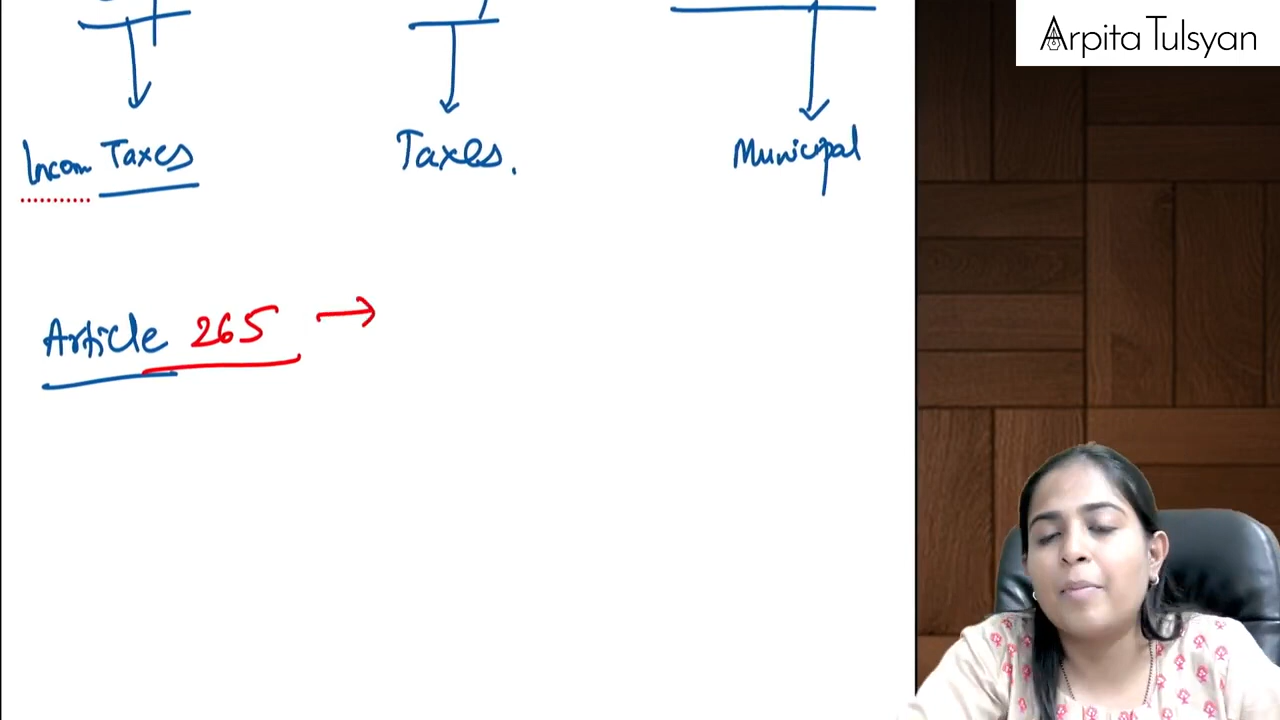 Arpita Tulsyan
Incom Taxes
Taxes.
Municipal
Article 265 →